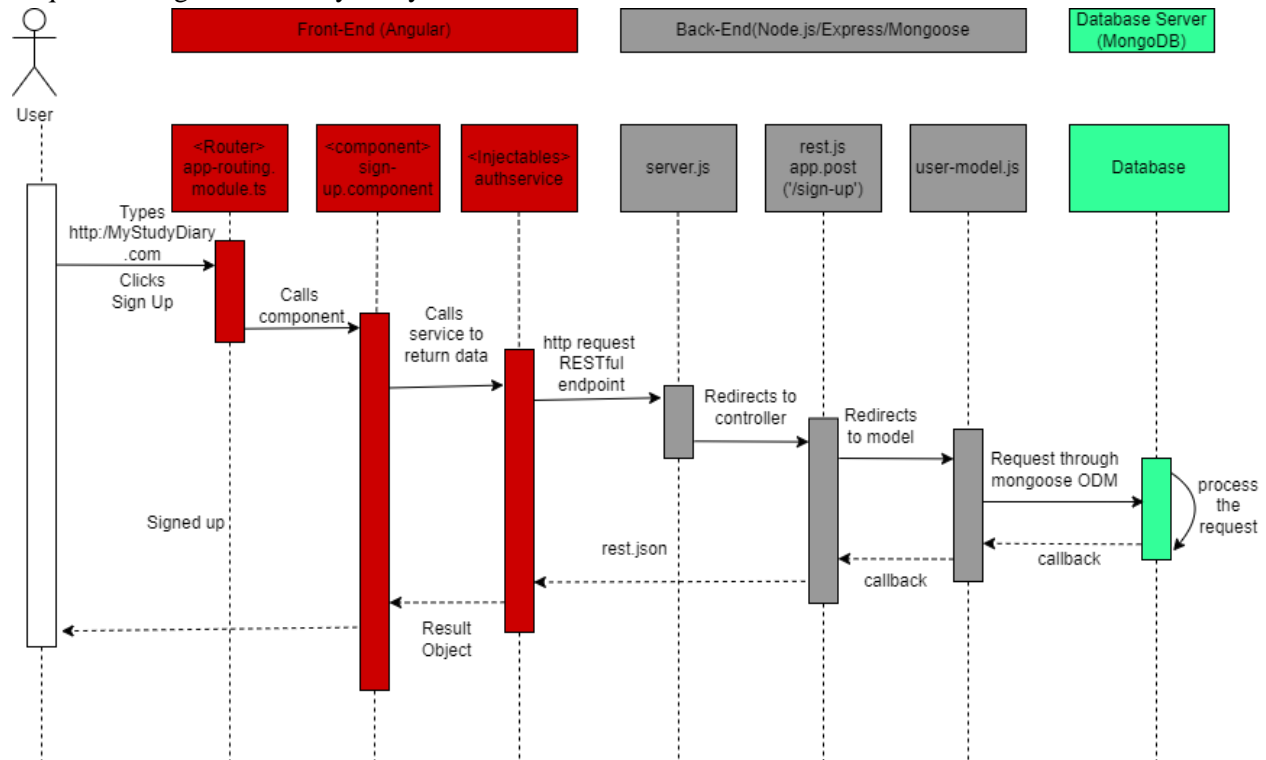 Front-End (Angular)
Back-End(Node.js/Express/Mongoose
Database Server
(MongoDB)
User
<Router>
app-routing.
module.ts
<component>
sign-
up.component
<Injectables>
authservice
server.js
rest.js
app.post
('/sign-up')
user-model.js
Database
Types
http:/MyStudyDiary
.com
Clicks
Sign Up
Calls
component
Calls
service to
return data
http request
RESTful
endpoint
Redirects to
controller
Redirects
to model
Request through
mongoose ODM
process
the
request
Signed up
rest.json
callback
callback
Result
Object